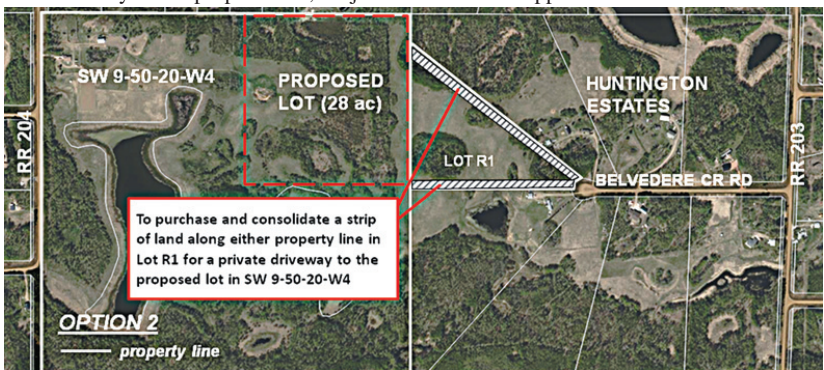 SW 9-50-20-W4
PROPOSED
LOT (28 ac)
HUNTINGTON
ESTATES
RR 204
RR 203
LOT R1
BELVEDERE CR RD
To purchase and consolidate a strip
of land along either property line in
Lot R1 for a private driveway to the
proposed lot in SW 9-50-20-W4
OPTION 2
property line